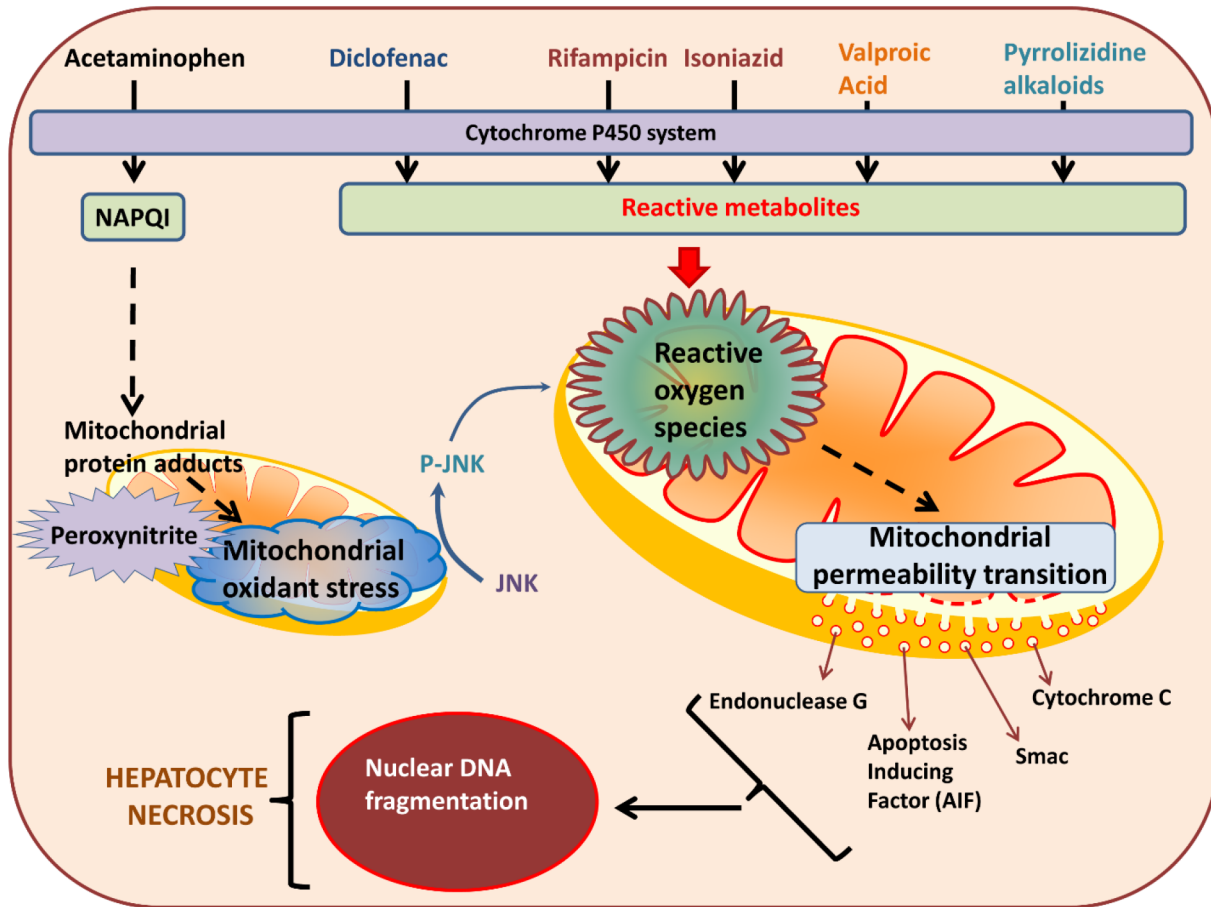 Acetaminophen
Diclofenac
Rifampicin
Isoniazid
Valproic
Acid
Pyrrolizidine
alkaloids
Cytochrome P450 system
NAPQI
Reactive metabolites
Reactive
oxygen
species
Mitochondrial
protein adducts
P-JNK
Peroxynitrite
Mitochondrial
oxidant stress
JNK
Mitochondrial
permeability transition
Endonuclease G
Cytochrome C
Apoptosis
Inducing
Factor (AIF)
Smac
HEPATOCYTE
NECROSIS
Nuclear DNA
fragmentation